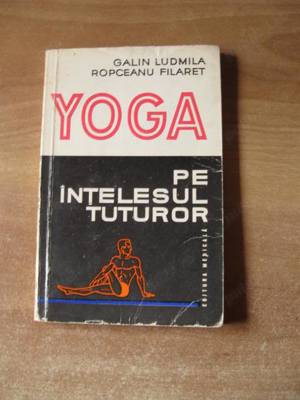 GALIN LUDMILA
ROPCEANU FILARET
YOGA
PE
ÎNTELESUL
TUTUROR
EDITURA MEDICALĂ